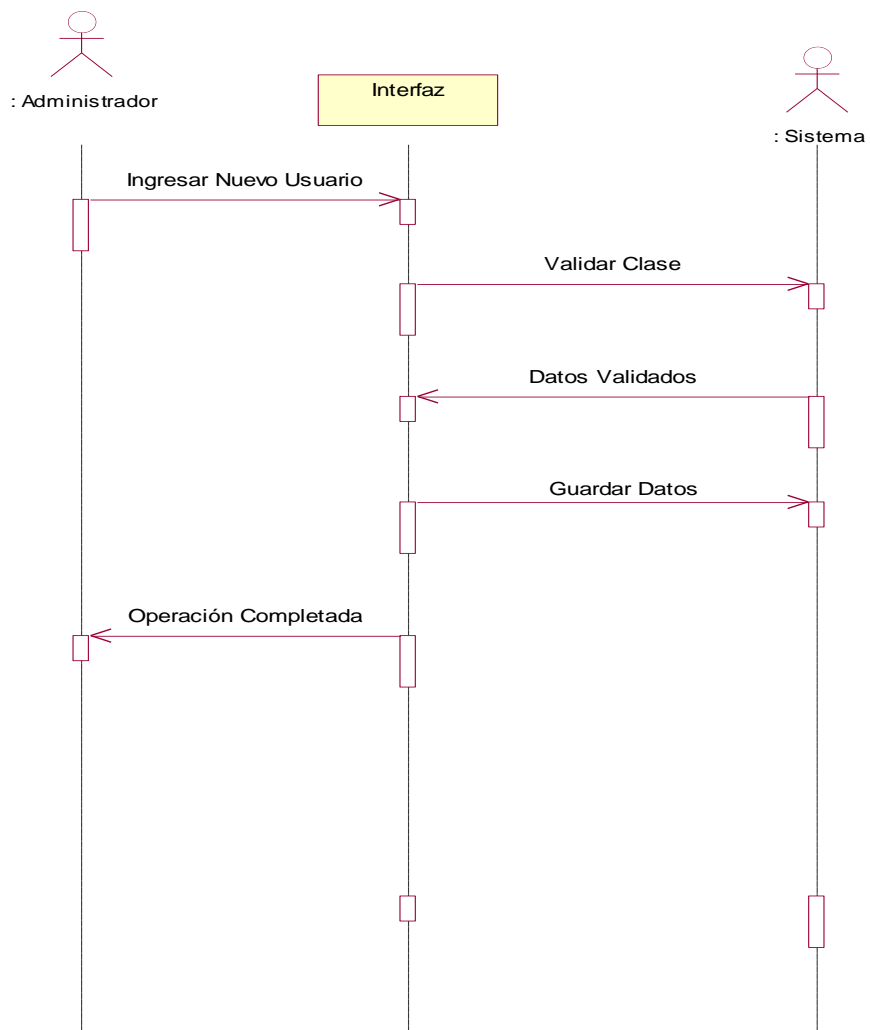 : Administrador
Interfaz
: Sistema
Ingresar Nuevo Usuario
Validar Clase
Datos Validados
Guardar Datos
Operación Completada